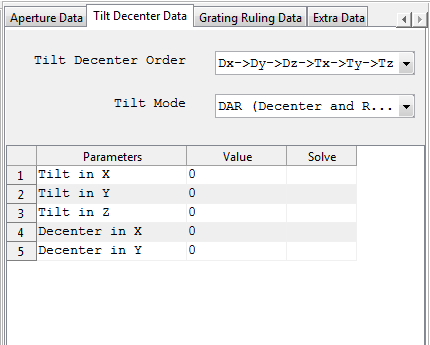 Aperture Data Tilt Decenter Data Grating Ruling Data Extra Data
Tilt Decenter Order Dx->Dy->Dz->Tx->Ty->Tz
Tilt Mode DAR (Decenter and R...
Parameters Value Solve
1 Tilt in X 0
2 Tilt in Y 0
3 Tilt in Z 0
4 Decenter in X 0
5 Decenter in Y 0